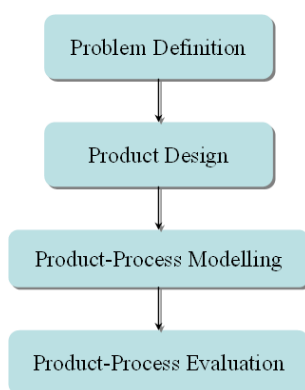 Problem Definition
Product Design
Product-Process Modelling
Product-Process Evaluation